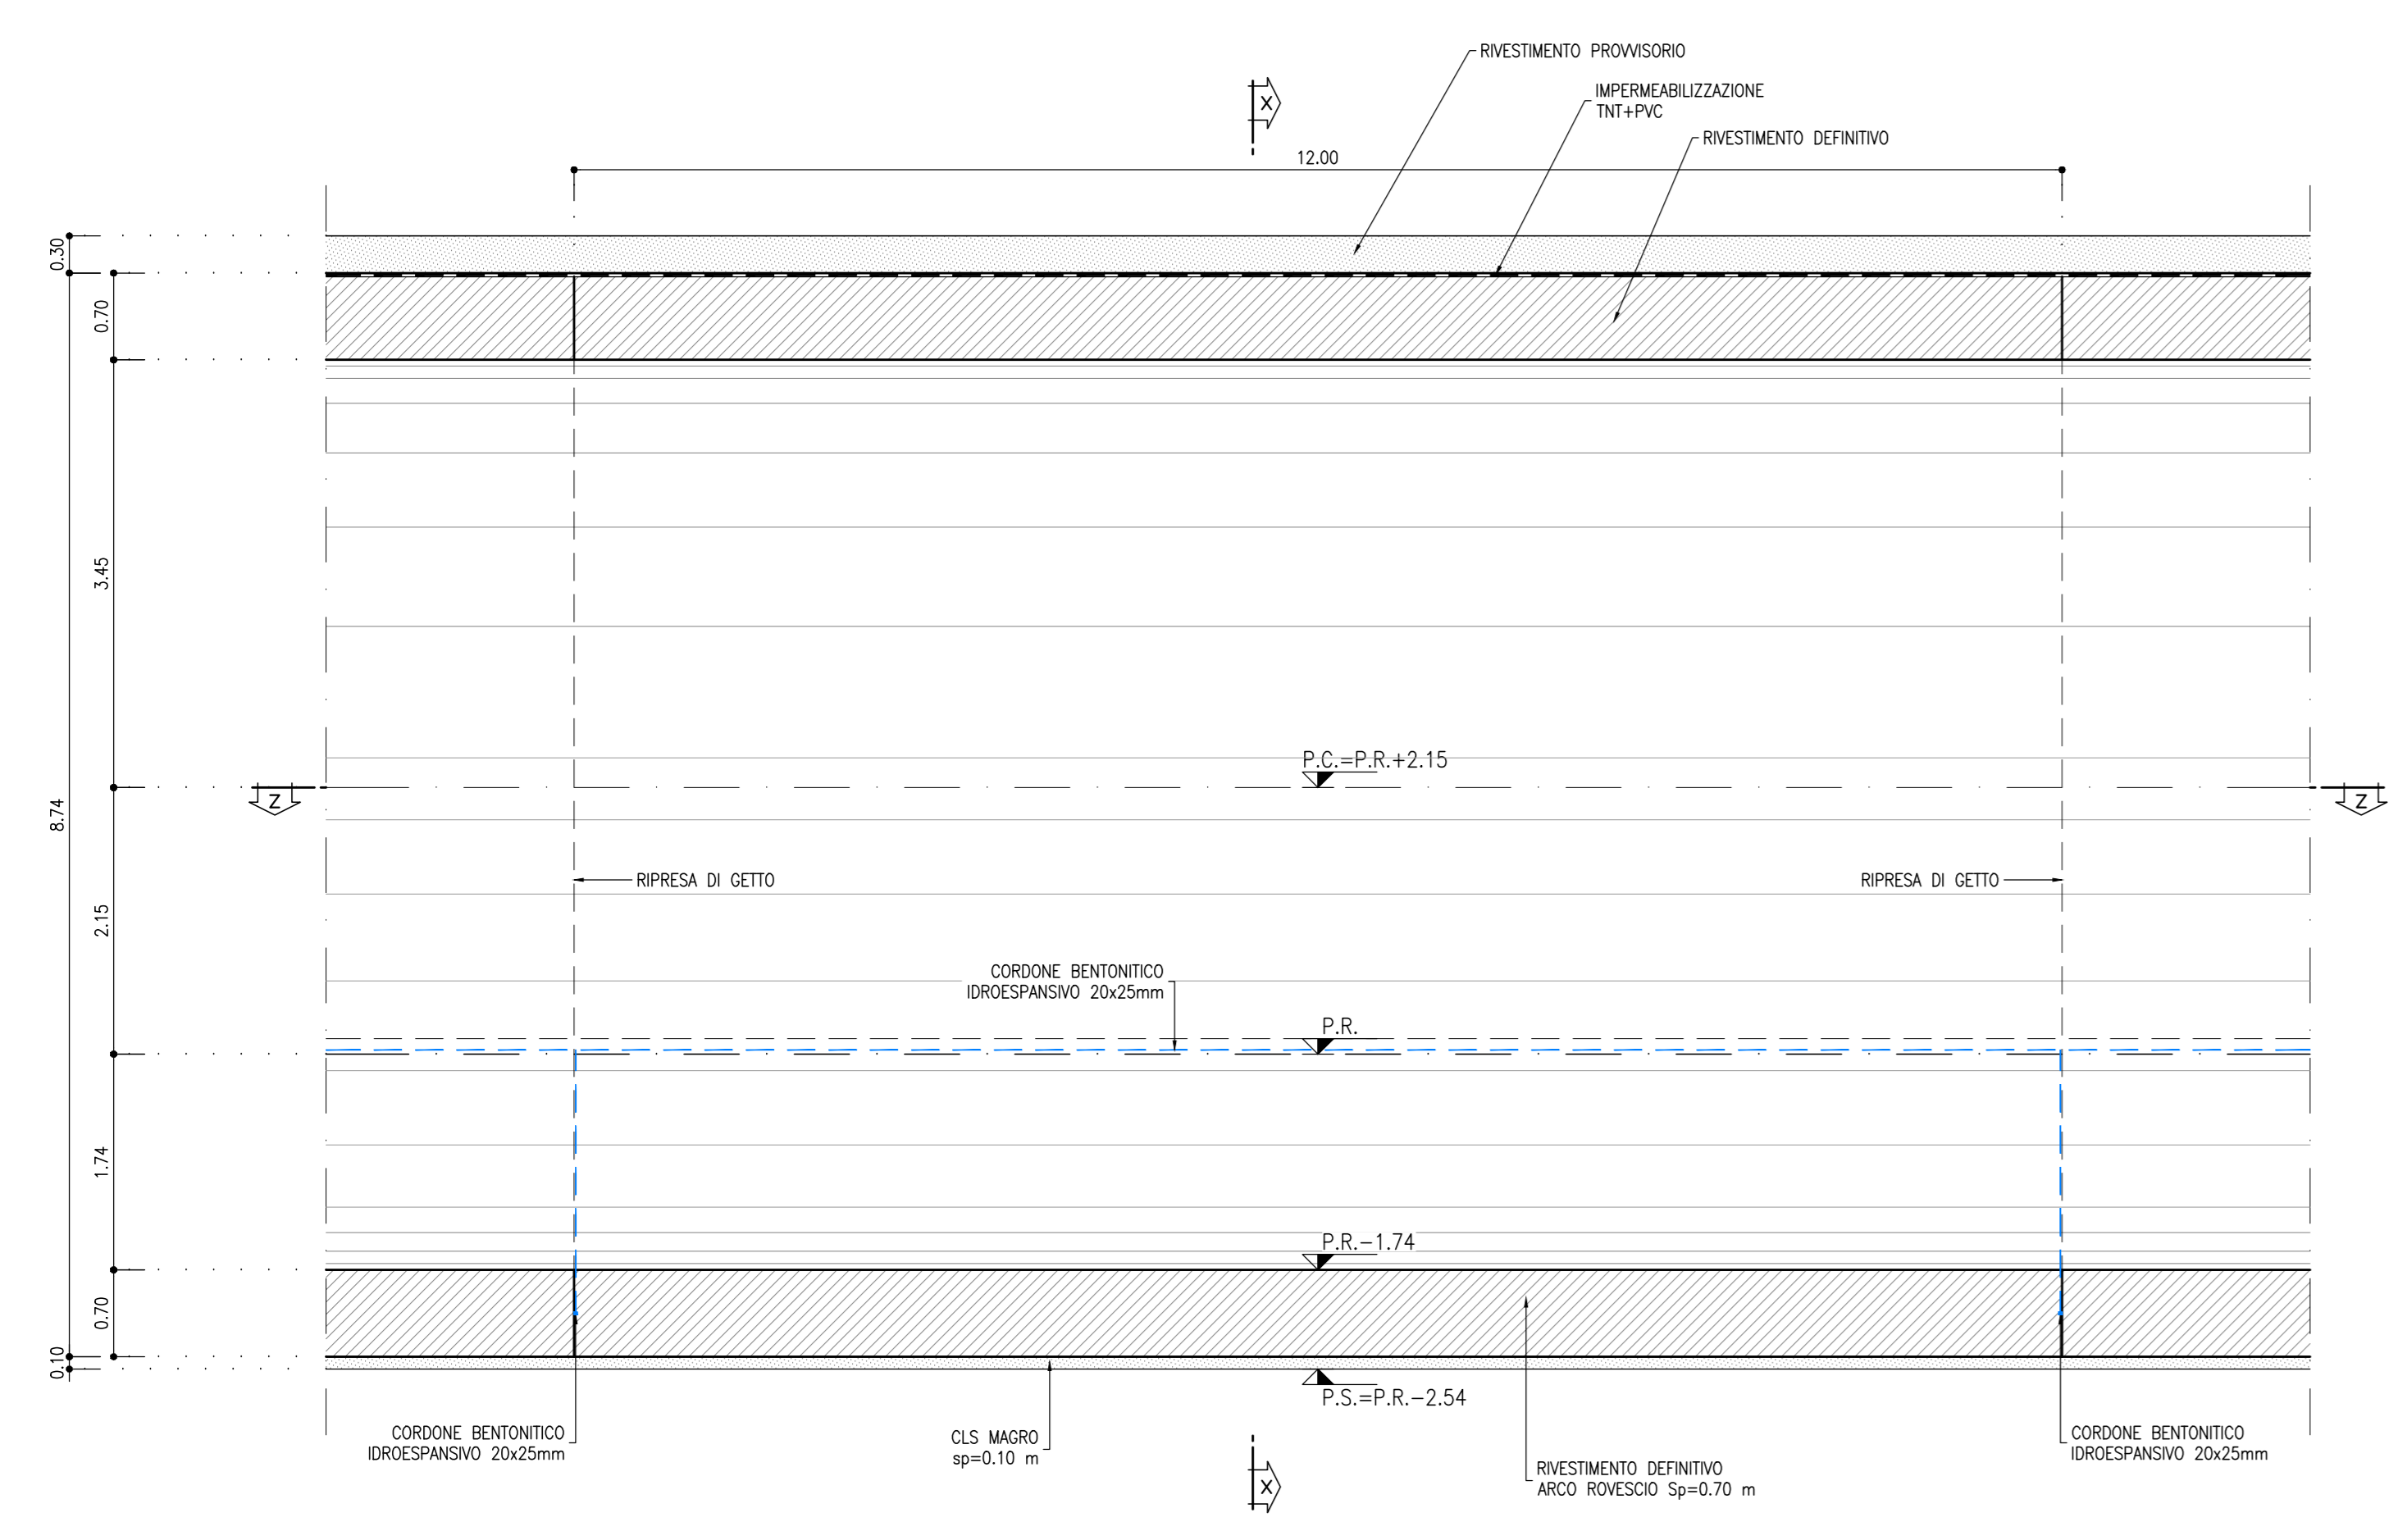 RIVESTIMENTO PROVVISORIO
IMPERMEABILIZZAZIONE
TNT+PVC
RIVESTIMENTO DEFINITIVO
X
12.00
0.30
0.70
3.45
8.74
2.15
1.74
0.70
0.10
P.C.=P.R.+2.15
Z
Z
RIPRESA DI GETTO
RIPRESA DI GETTO
CORDONE BENTONITICO
IDROESPANSIVO 20x25mm
P.R.
P.R.-1.74
P.S.=P.R.-2.54
CORDONE BENTONITICO
IDROESPANSIVO 20x25mm
CLS MAGRO
sp=0.10 m
X
RIVESTIMENTO DEFINITIVO
ARCO ROVESCIO Sp=0.70 m
CORDONE BENTONITICO
IDROESPANSIVO 20x25mm